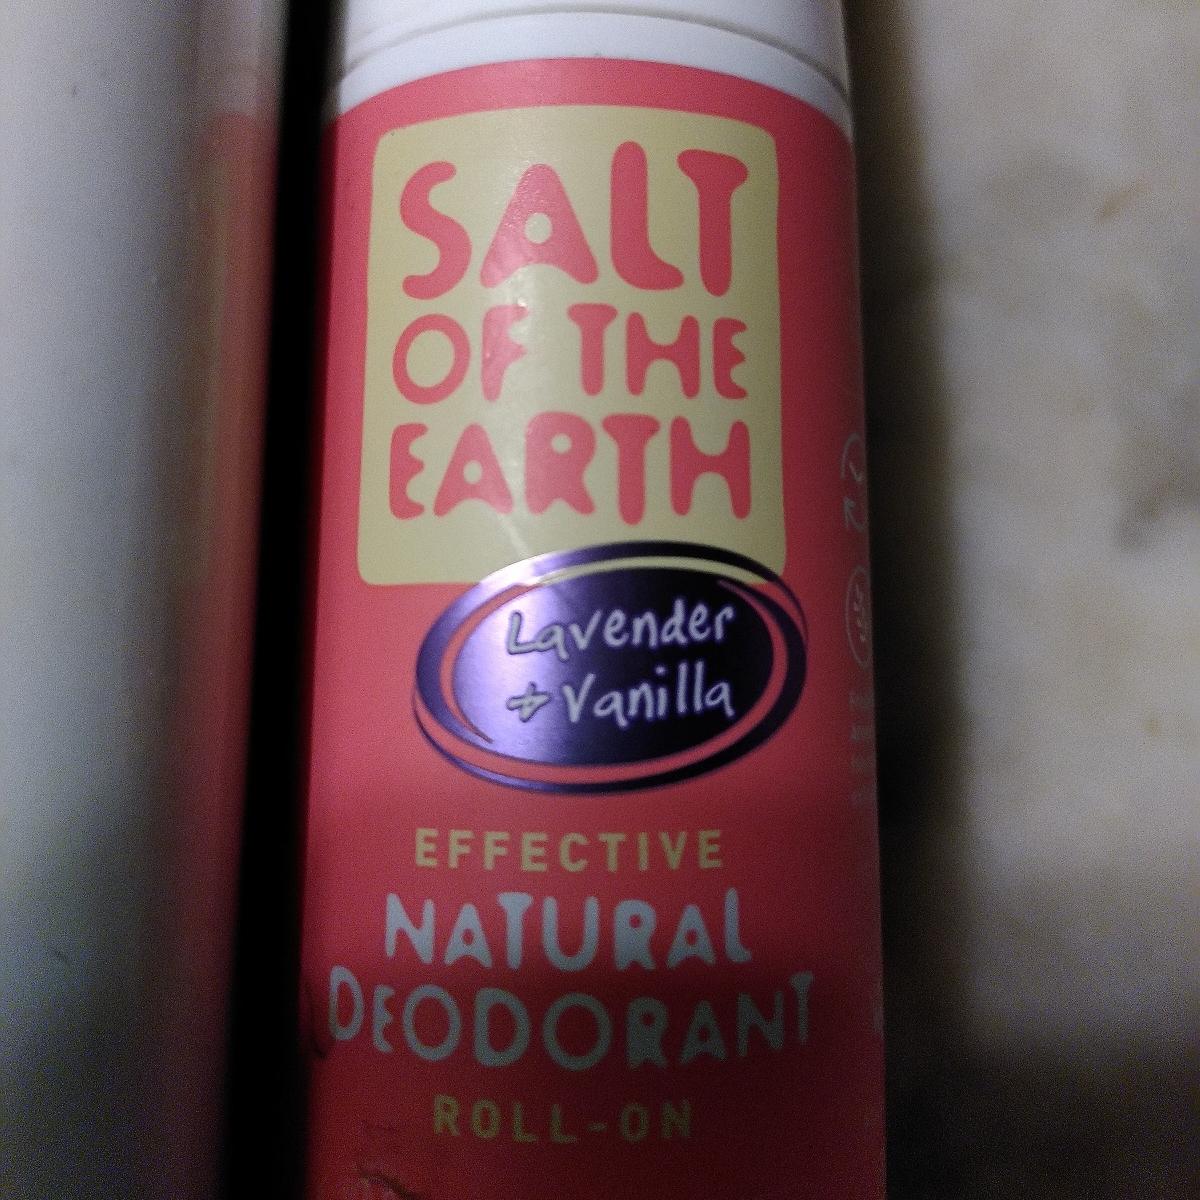 SALT
OF THE
EARTH
Lavender
+ Vanilla
EFFECTIVE
NATURAL
DEODORANT
ROLL-ON